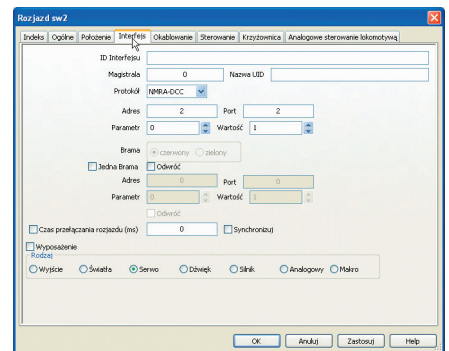 Rozjazd sw2
Indeks Ogólne Położenie Interfejs Okablowanie Sterowanie Krzyżownica Analogowe sterowanie lokomotywą
ID Interfejsu
Magistrala 0 Nazwa UID
Protokół NMRA-DCC
Adres 2 Port 2
Parametr 0 Wartość 1
Brama czerwony zielony
Jedna Brama Odwróć
Adres 0 Port 0
Parametr 0 Wartość 1
Odwróć
Czas przełączania rozjazdu (ms) 0 Synchronizuj
Wyposażenie
Rodzaj
Wyjście Światła Serwo Dźwięk Silnik Analogowy Makro
OK Anuluj Zastosuj Help